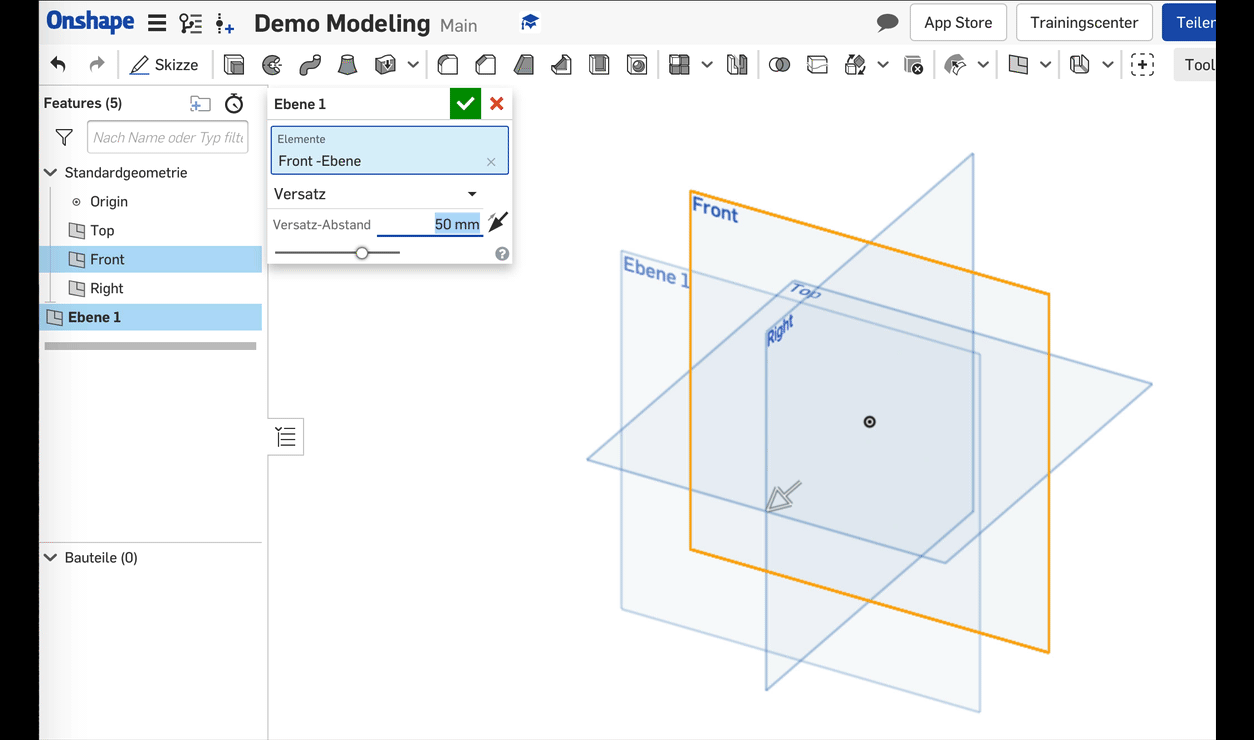 Onshape
Demo Modeling Main
App Store
Trainingscenter
Teilen
Skizze
Tool
Features (5)
Nach Name oder Typ filte
Standardgeometrie
Origin
Top
Front
Right
Ebene 1
Bauteile (0)
Ebene 1
Elemente
Front -Ebene
Versatz
Versatz-Abstand 50 mm
Front
Ebene 1
Top
Right